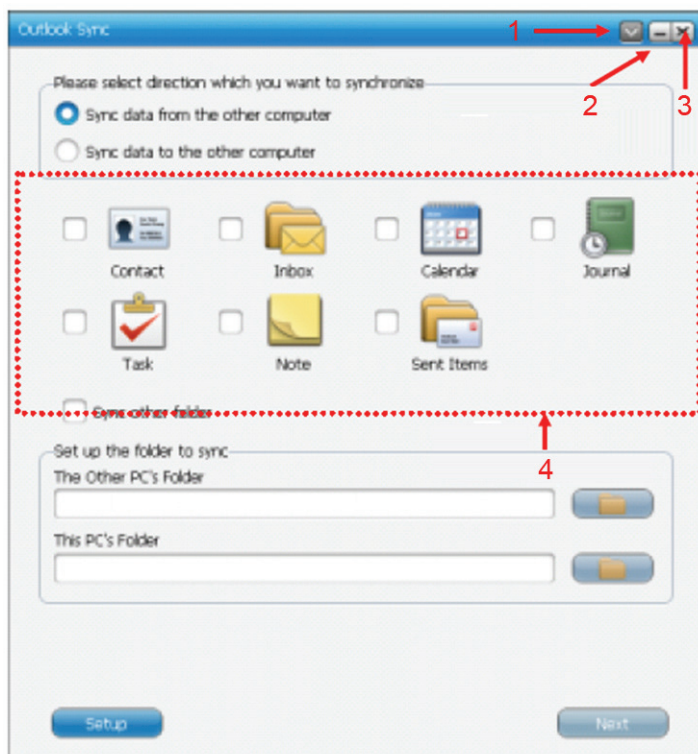 Outlook Sync
1
2
3
Please select direction which you want to synchronize
Sync data from the other computer
Sync data to the other computer
Contact
Inbox
Calendar
Journal
Task
Note
Sent Items
Sync other folder
4
Set up the folder to sync
The Other PC's Folder
This PC's Folder
Setup
Next